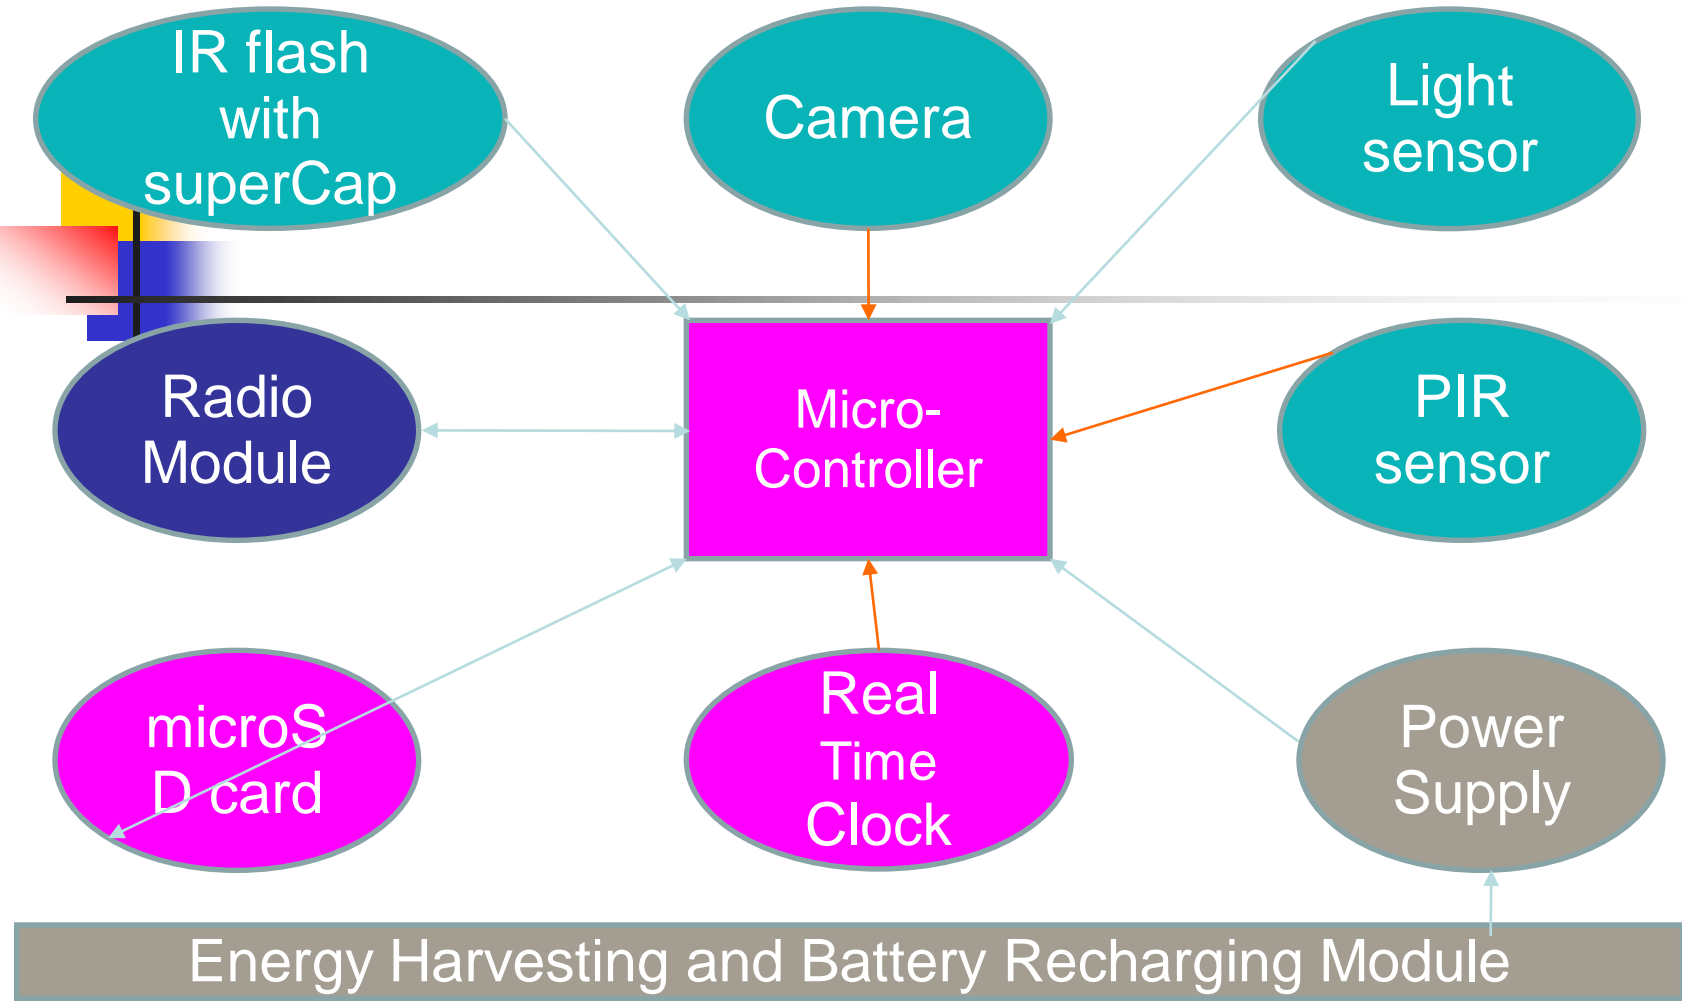 IR flash
with
superCap
Camera
Light
sensor
Radio
Module
Micro-
Controller
PIR
sensor
microS
D card
Real
Time
Clock
Power
Supply
Energy Harvesting and Battery Recharging Module